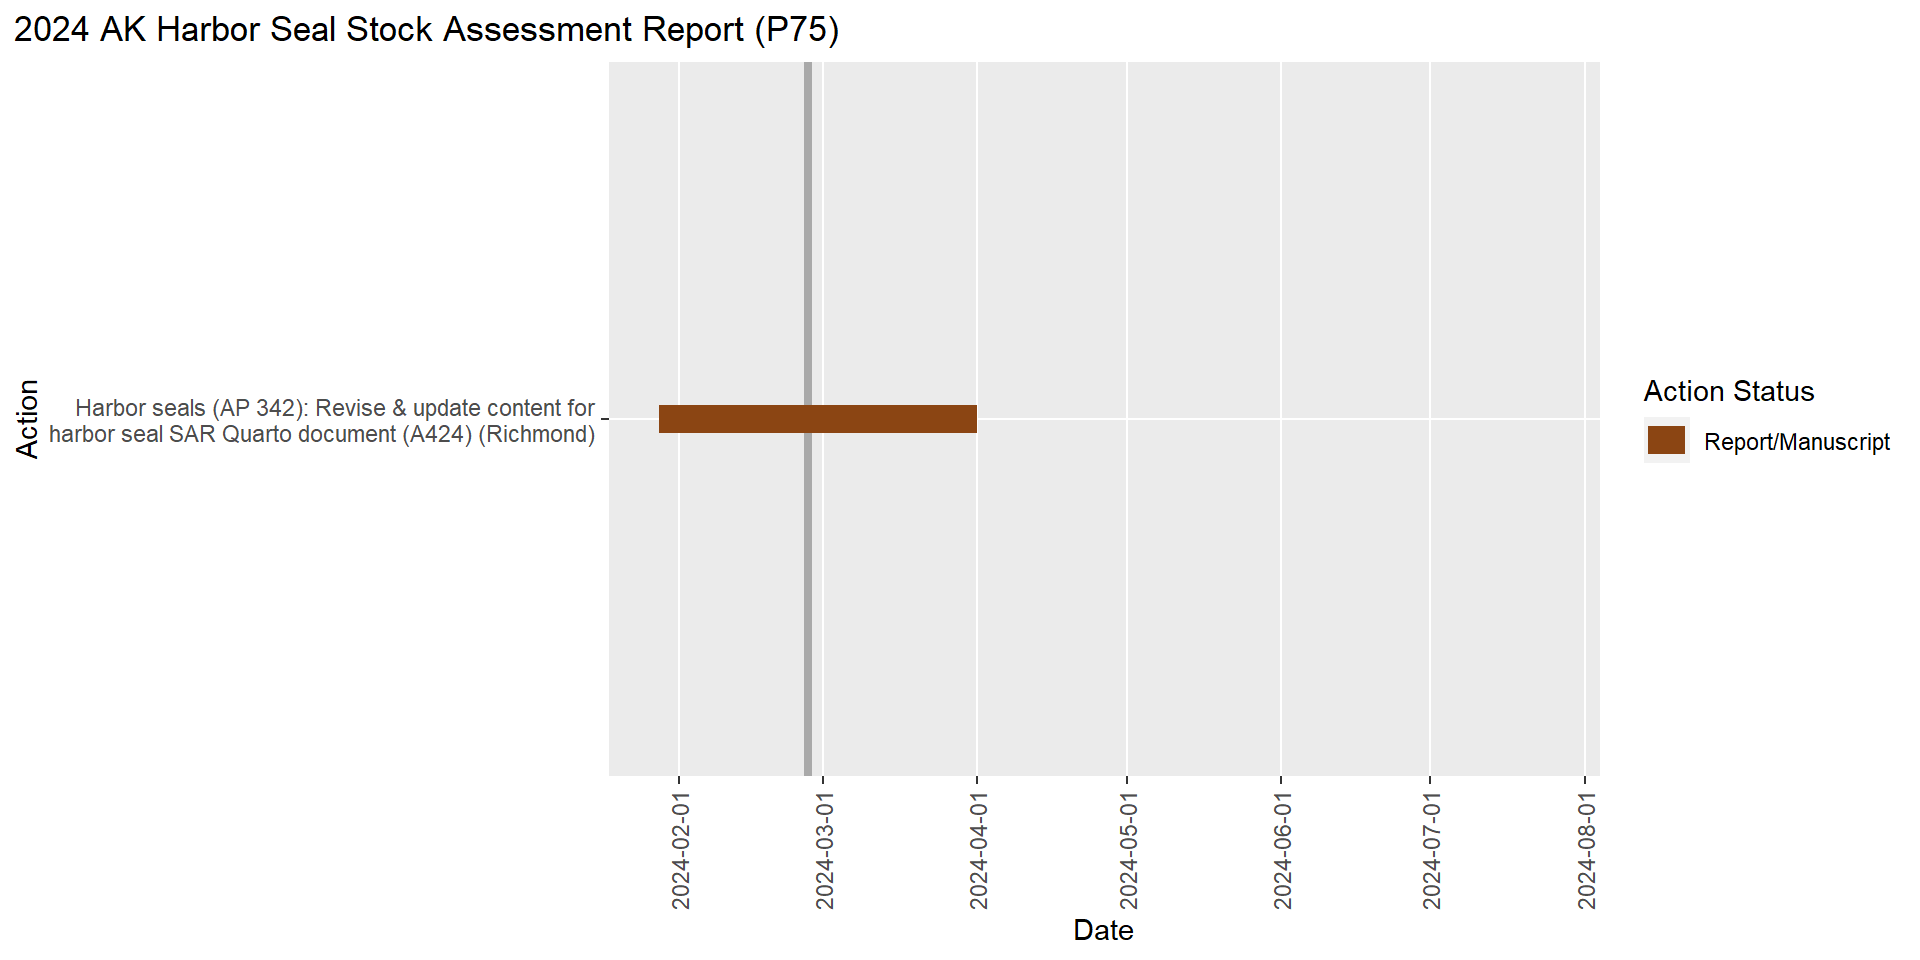 2024 AK Harbor Seal Stock Assessment Report (P75)
Action
Harbor seals (AP 342): Revise & update content for
harbor seal SAR Quarto document (A424) (Richmond)
2024-02-01
2024-03-01
2024-04-01
2024-05-01
2024-06-01
2024-07-01
2024-08-01
Date
Action Status
Report/Manuscript